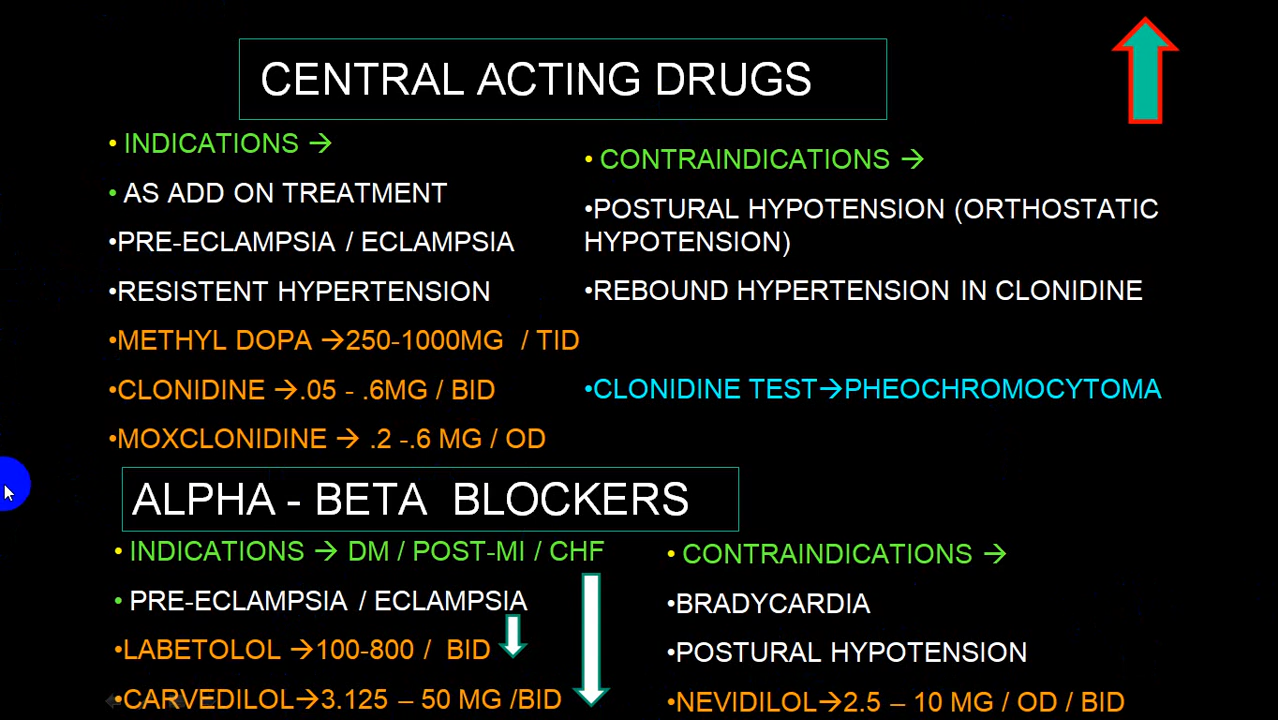 CENTRAL ACTING DRUGS
• INDICATIONS →
• AS ADD ON TREATMENT
•PRE-ECLAMPSIA / ECLAMPSIA
•RESISTENT HYPERTENSION
•METHYL DOPA →250-1000MG / TID
•CLONIDINE →.05 - .6MG / BID
•MOXCLONIDINE → .2 -.6 MG / OD
• CONTRAINDICATIONS →
•POSTURAL HYPOTENSION (ORTHOSTATIC
HYPOTENSION)
•REBOUND HYPERTENSION IN CLONIDINE
•CLONIDINE TEST→PHEOCHROMOCYTOMA
ALPHA - BETA BLOCKERS
• INDICATIONS → DM / POST-MI / CHF
• PRE-ECLAMPSIA / ECLAMPSIA
•LABETOLOL →100-800 / BID
•CARVEDILOL→3.125 – 50 MG /BID
• CONTRAINDICATIONS →
•BRADYCARDIA
•POSTURAL HYPOTENSION
•NEVIDILOL→2.5 – 10 MG / OD / BID